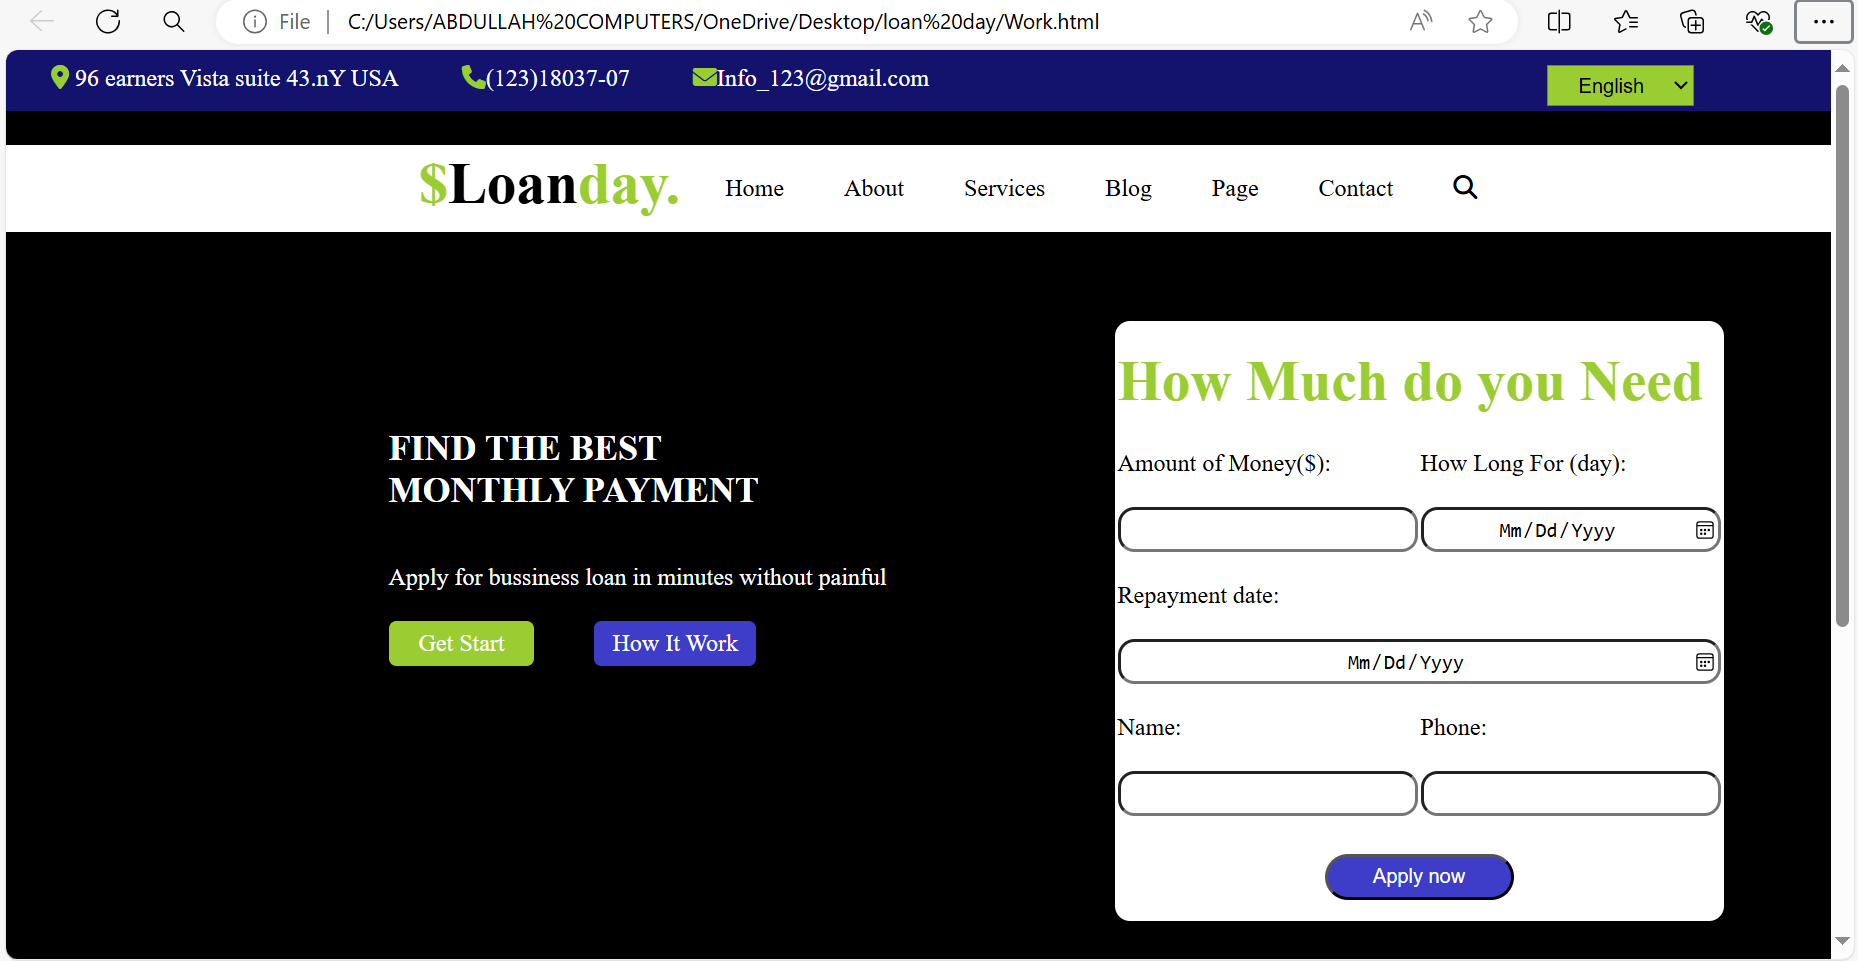 File
C:/Users/ABDULLAH%20COMPUTERS/OneDrive/Desktop/loan%20day/Work.html
96 earners Vista suite 43.nY USA
(123)18037-07
Info_123@gmail.com
English
$Loanday.
Home
About
Services
Blog
Page
Contact
FIND THE BEST
MONTHLY PAYMENT
Apply for bussiness loan in minutes without painful
Get Start
How It Work
How Much do you Need
Amount of Money($):
How Long For (day):
Mm/Dd/Yyyy
Repayment date:
Mm/Dd/Yyyy
Name:
Phone:
Apply now